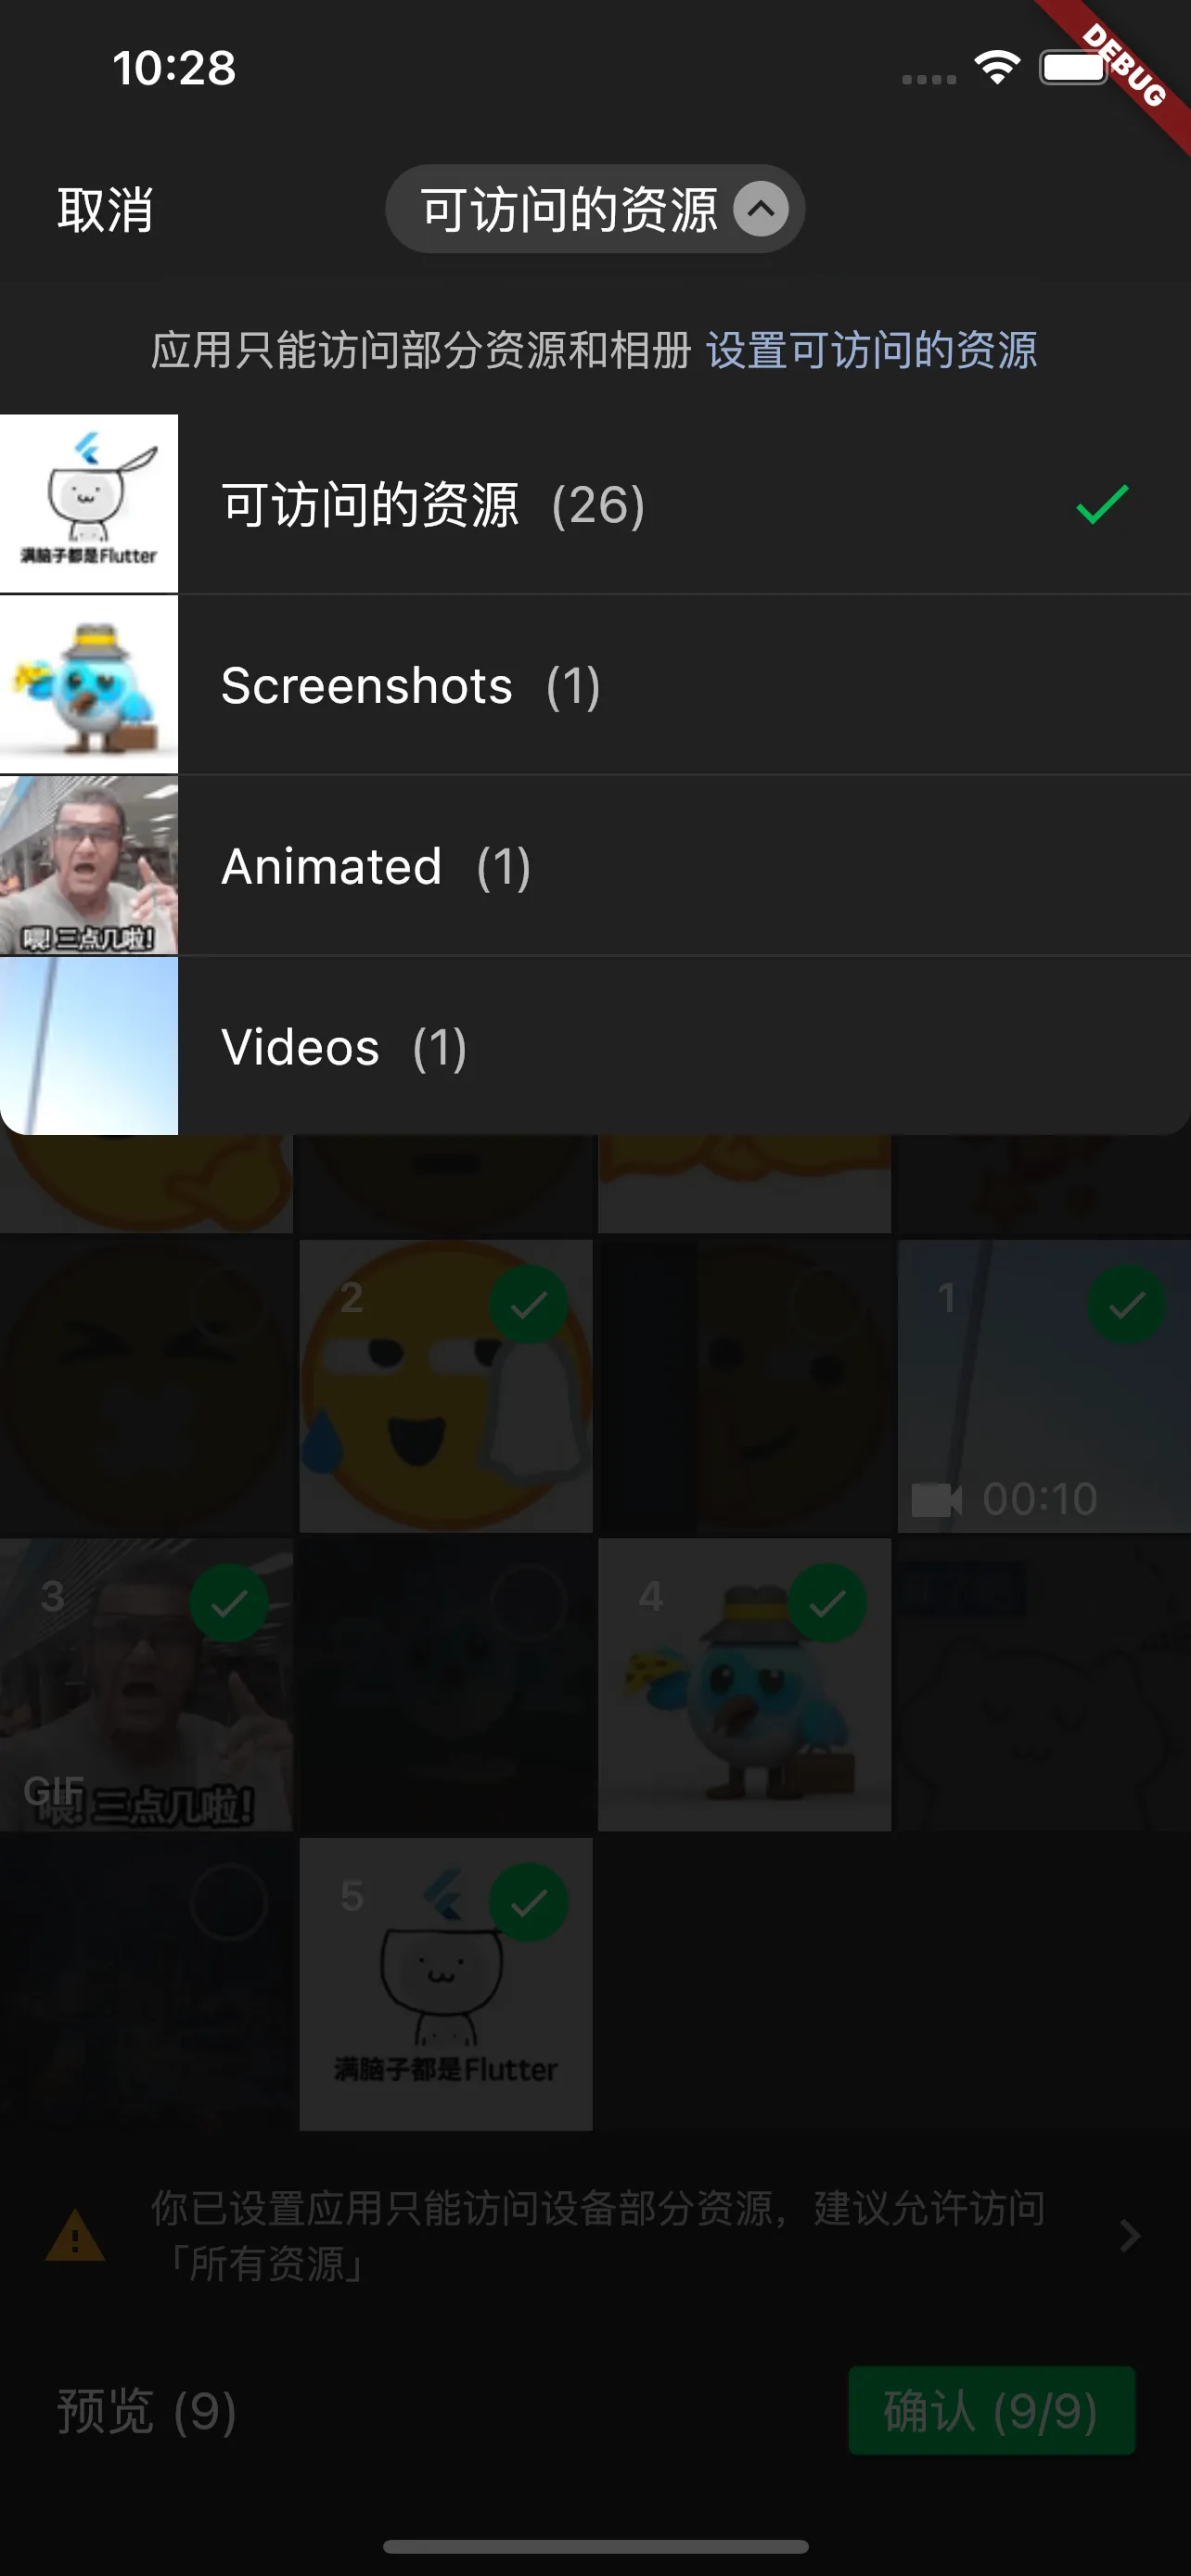 10:28
DEBUG
取消
可访问的资源
应用只能访问部分资源和相册 设置可访问的资源
满脑子都是Flutter
可访问的资源 (26)
Screenshots (1)
喂! 三点几啦!
Animated (1)
Videos (1)
2
1
00:10
3
4
GIF
喂! 三点几啦!
5
满脑子都是Flutter
你已设置应用只能访问设备部分资源，建议允许访问
「所有资源」
预览 (9)
确认 (9/9)